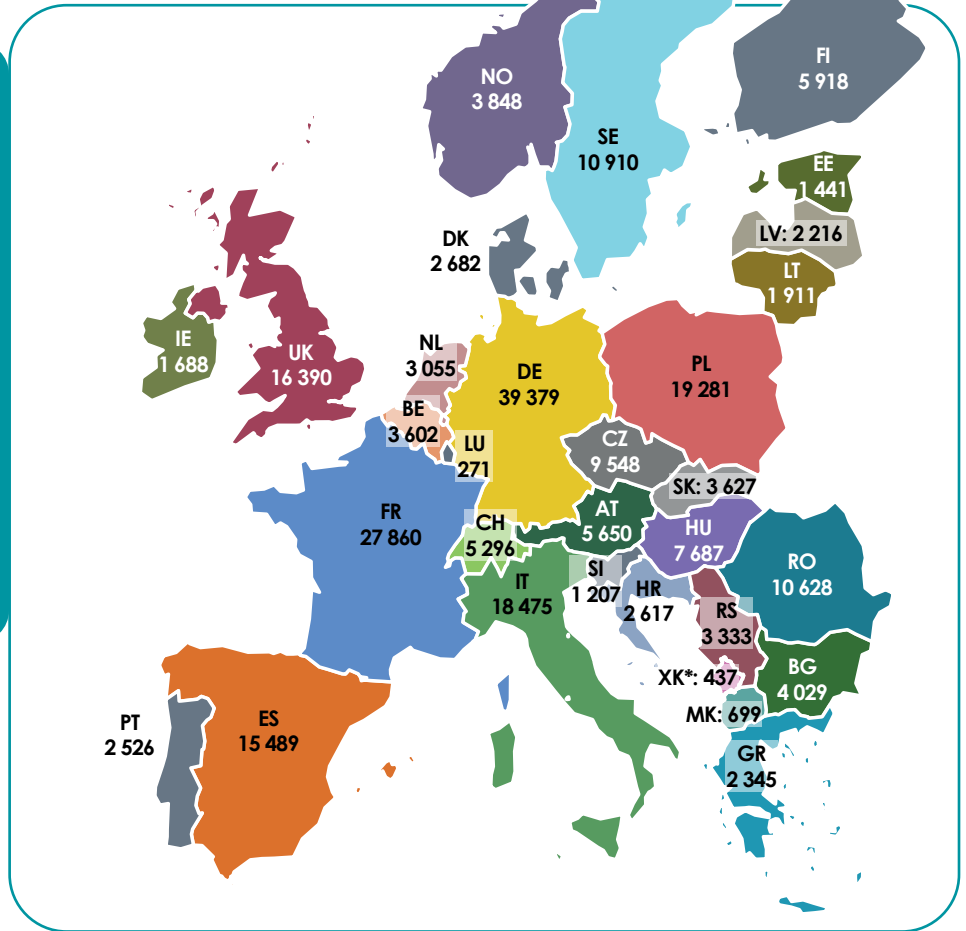 NO
3 848
FI
5 918
SE
10 910
EE
1 441
LV: 2 216
DK
2 682
LT
1 911
IE
1 688
UK
16 390
NL
3 055
DE
39 379
PL
19 281
BE
3 602
LU
271
CZ
9 548
SK: 3 627
FR
27 860
CH
5 296
AT
5 650
HU
7 687
RO
10 628
IT
18 475
SI
1 207
HR
2 617
RS
3 333
XK*: 437
BG
4 029
MK: 699
PT
2 526
ES
15 489
GR
2 345